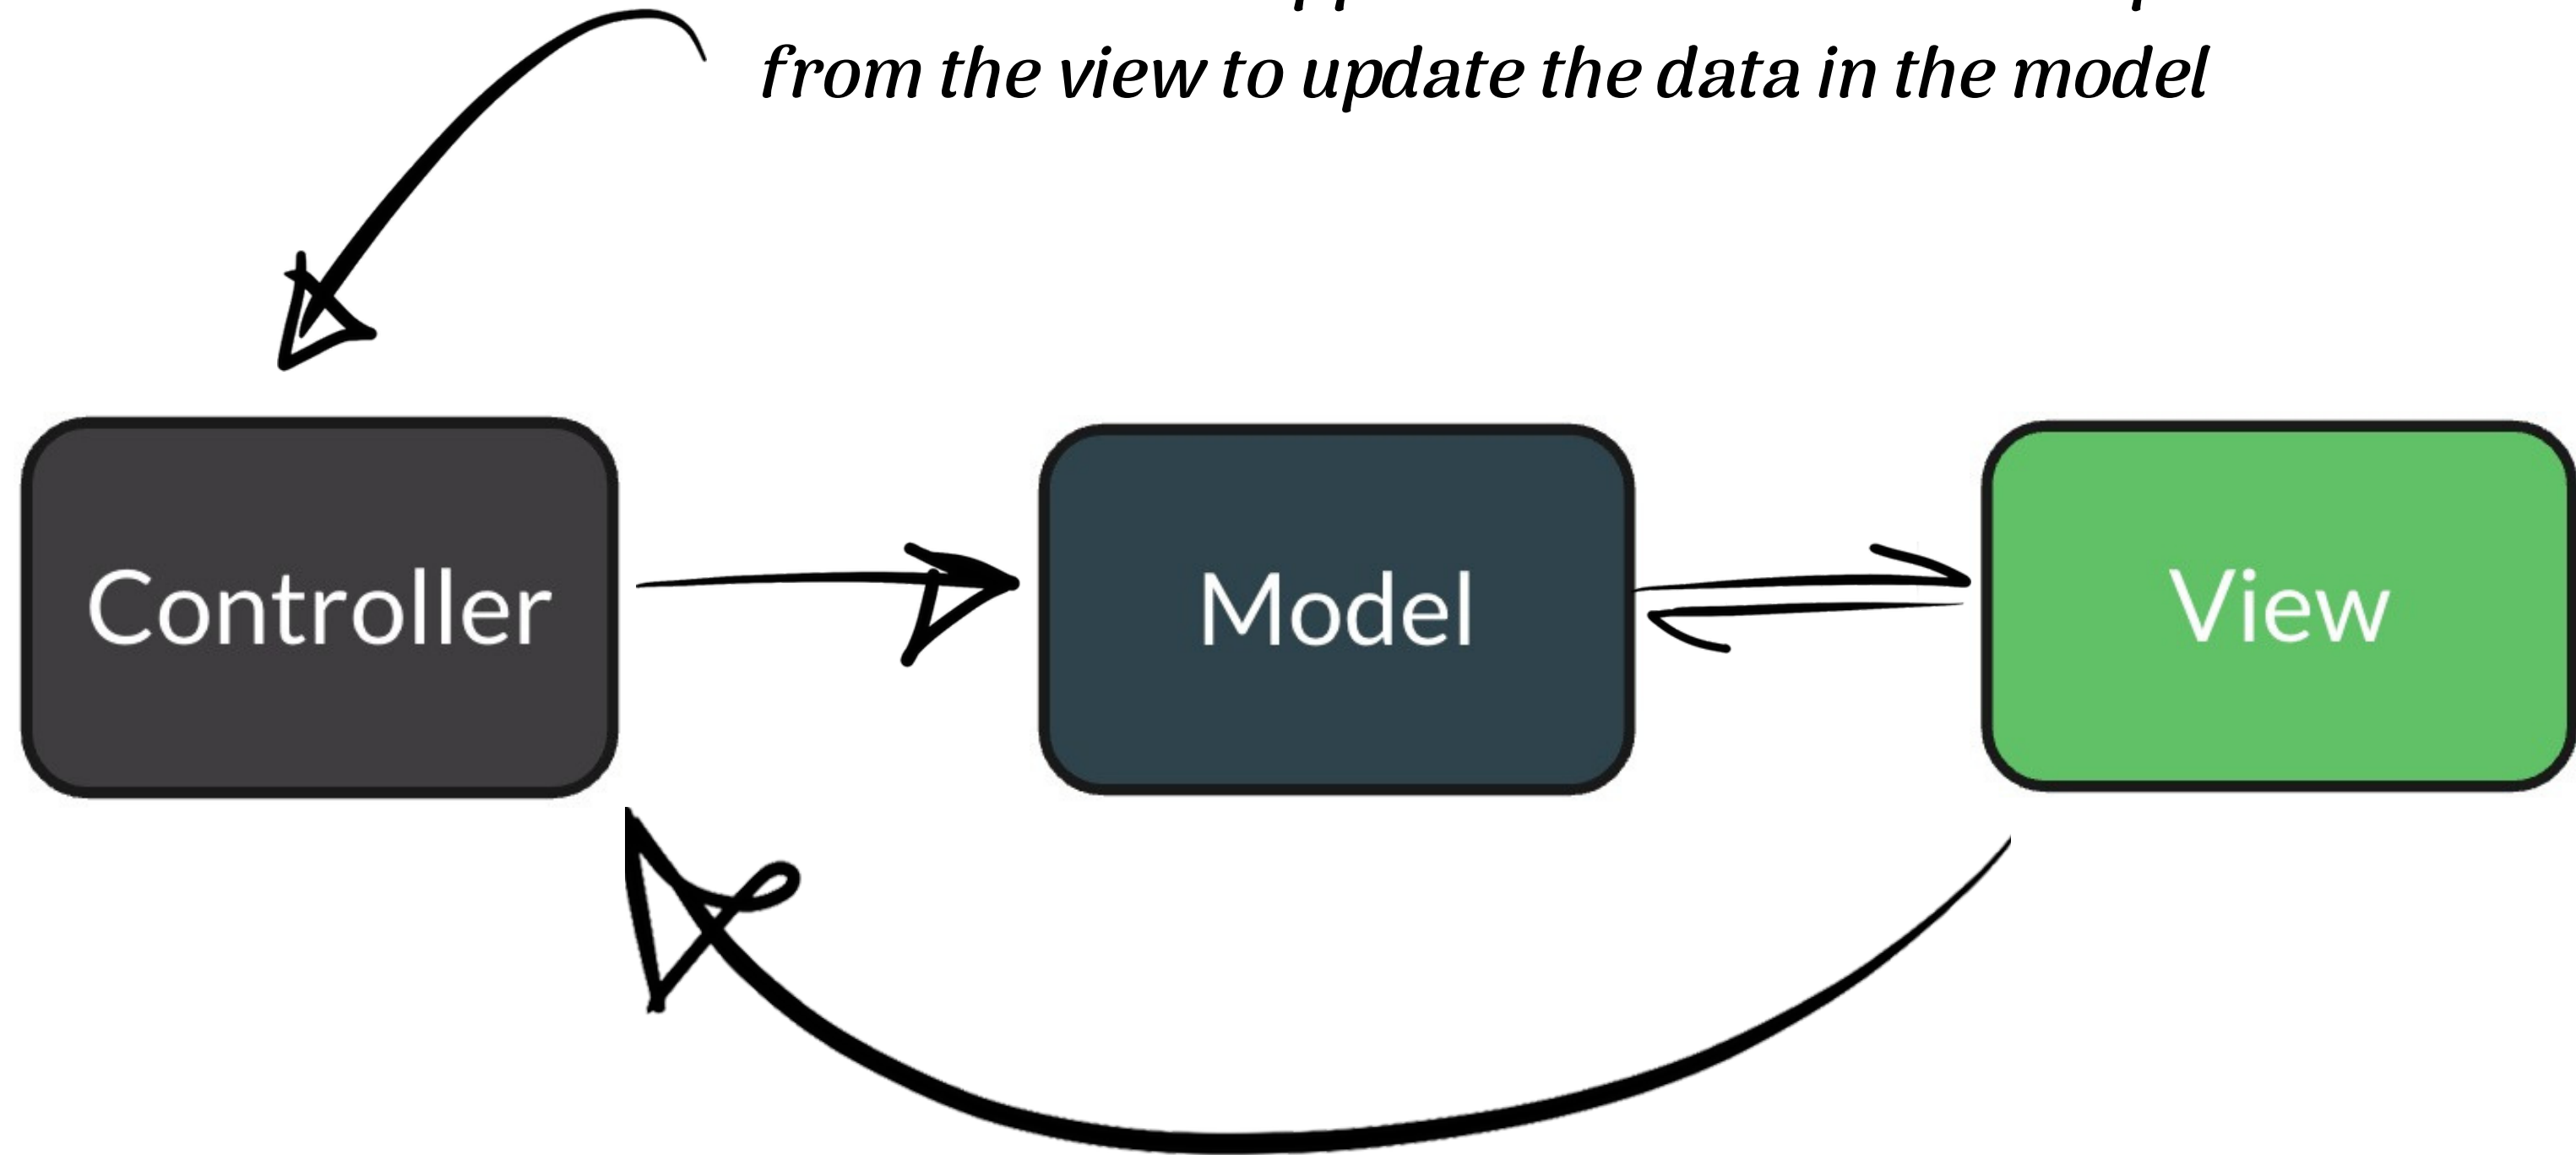 from the view to update the data in the model
Controller
Model
View